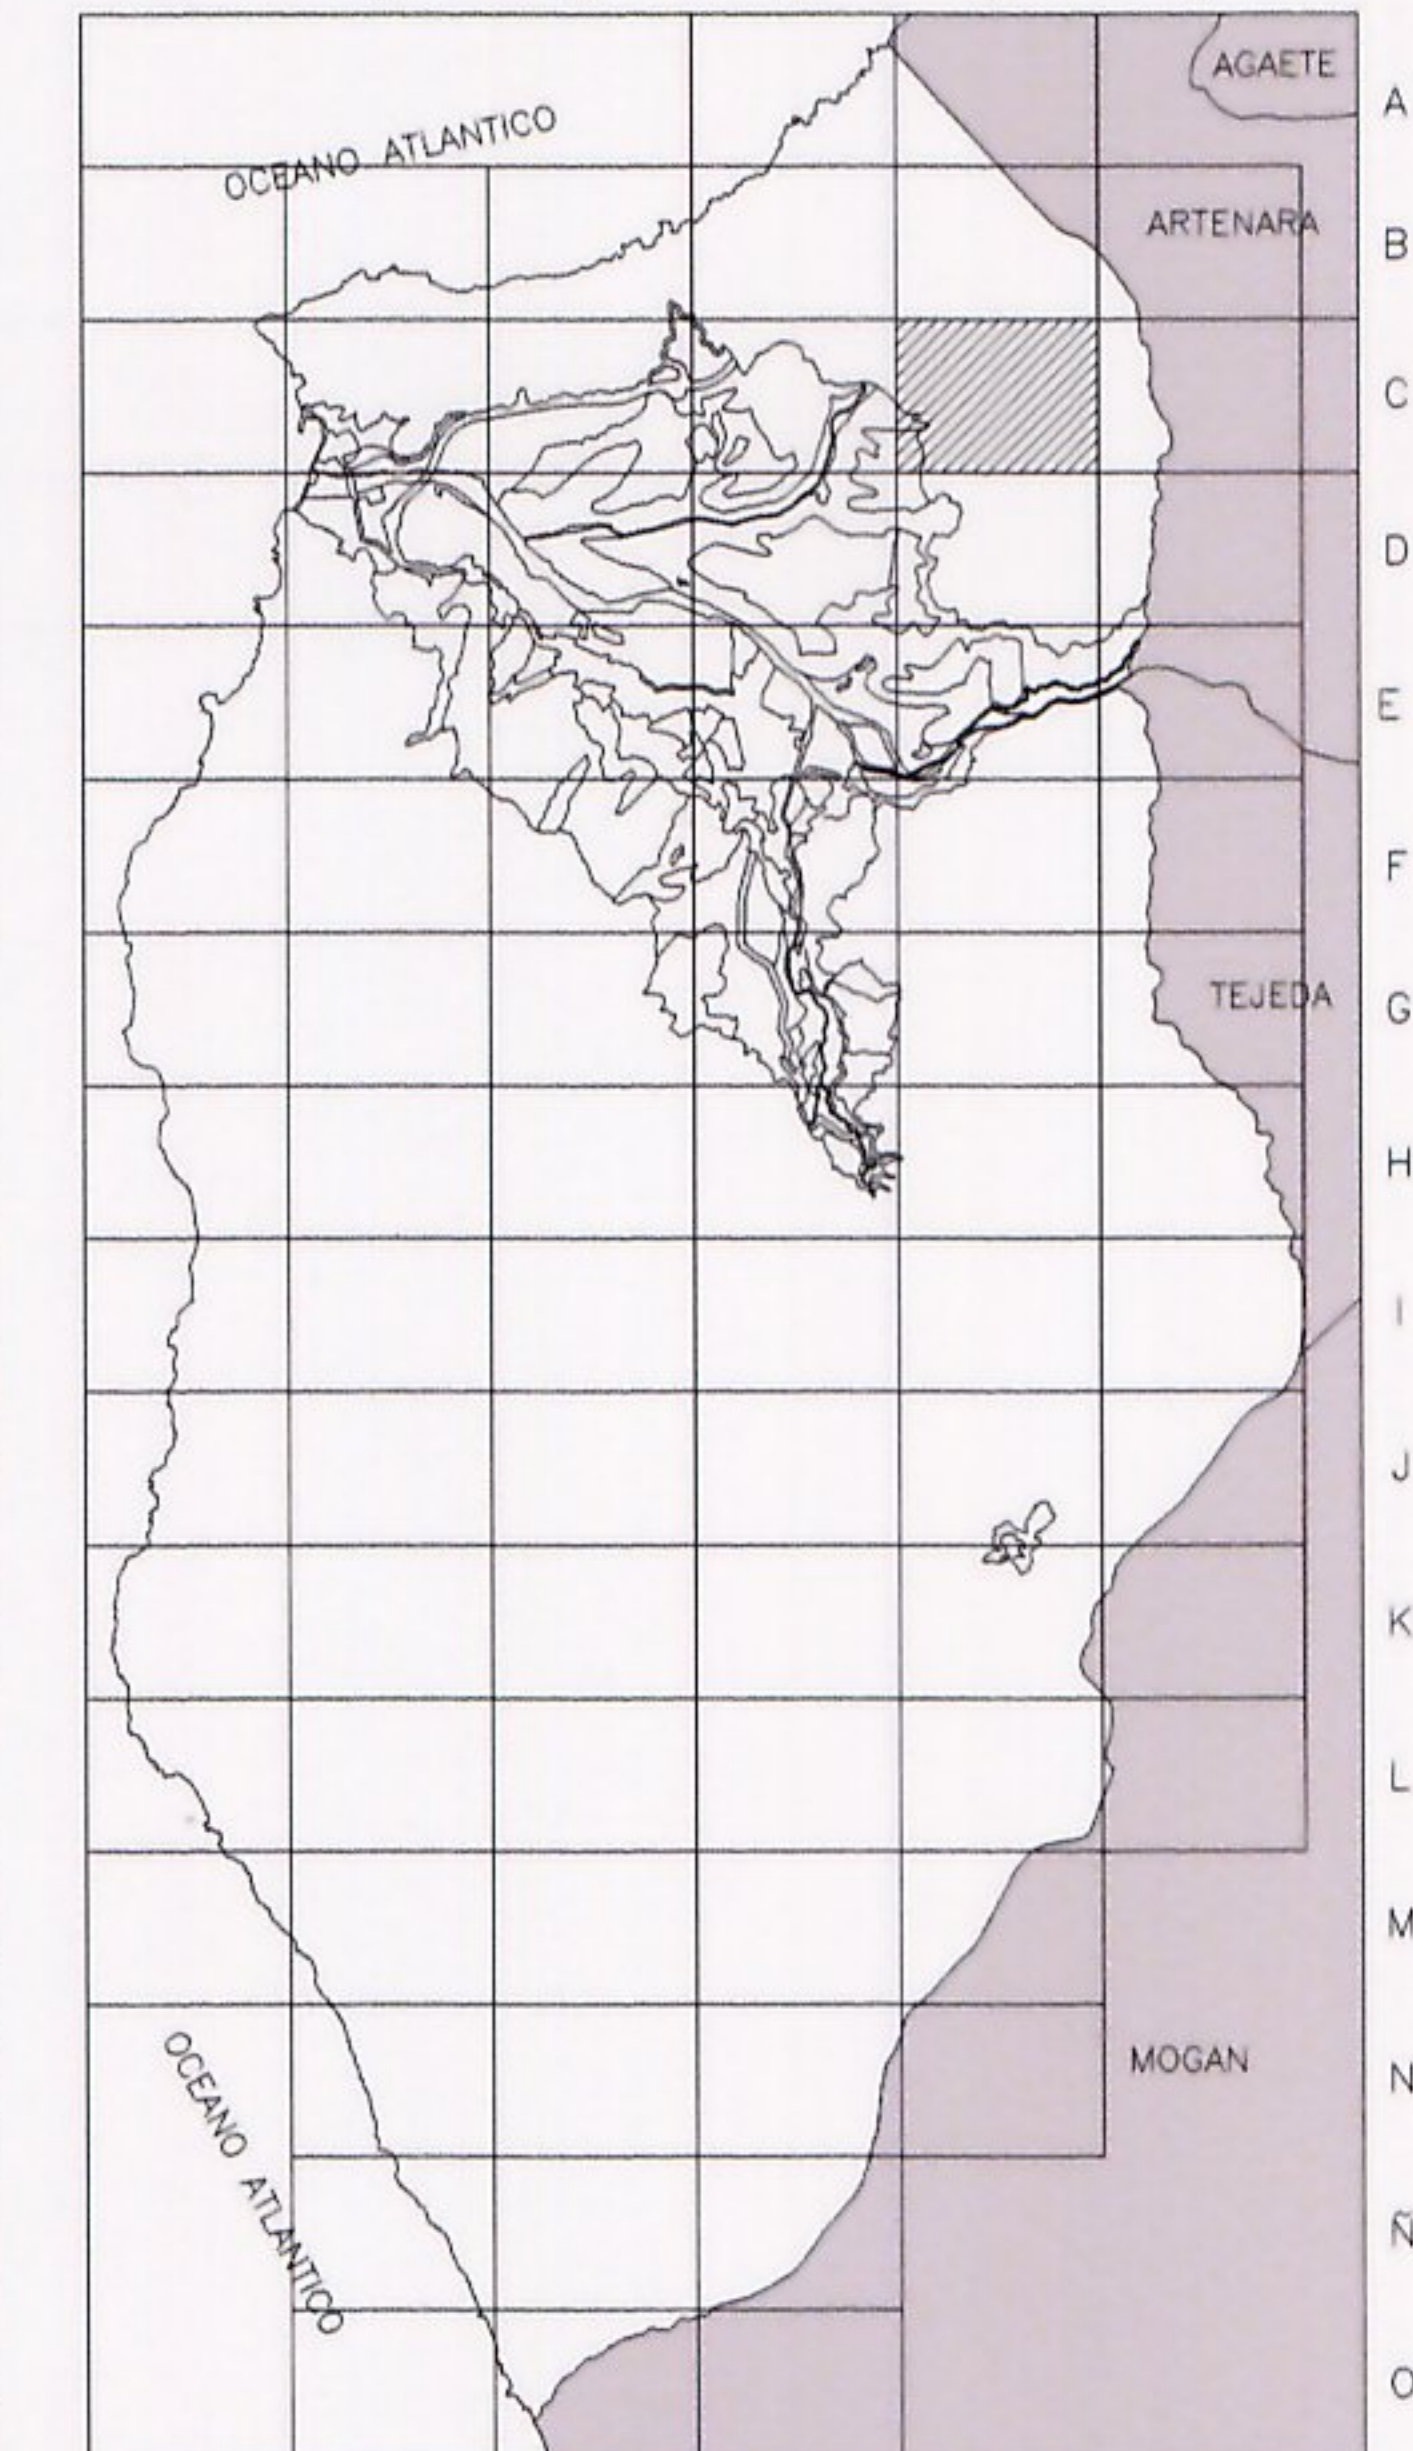 AGAETE
A
OCEANO ATLANTICO
ARTENARA
B
C
D
E
F
TEJEDA
G
H
I
J
K
L
M
MOGAN
N
OCEANO ATLANTICO
Ñ
O